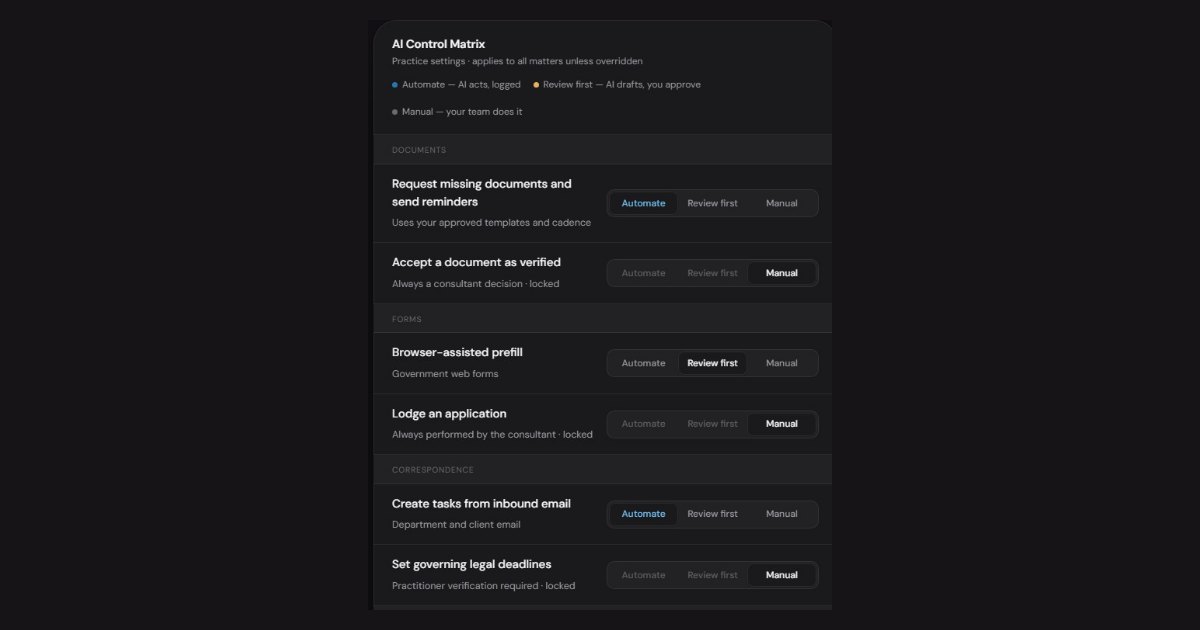 AI Control Matrix
Practice settings · applies to all matters unless overridden
Automate — AI acts, logged Review first — AI drafts, you approve
Manual — your team does it
DOCUMENTS
Request missing documents and
send reminders
Uses your approved templates and cadence
Automate Review first Manual
Accept a document as verified
Always a consultant decision · locked
Automate Review first Manual
FORMS
Browser-assisted prefill
Government web forms
Automate Review first Manual
Lodge an application
Always performed by the consultant · locked
Automate Review first Manual
CORRESPONDENCE
Create tasks from inbound email
Department and client email
Automate Review first Manual
Set governing legal deadlines
Practitioner verification required · locked
Automate Review first Manual